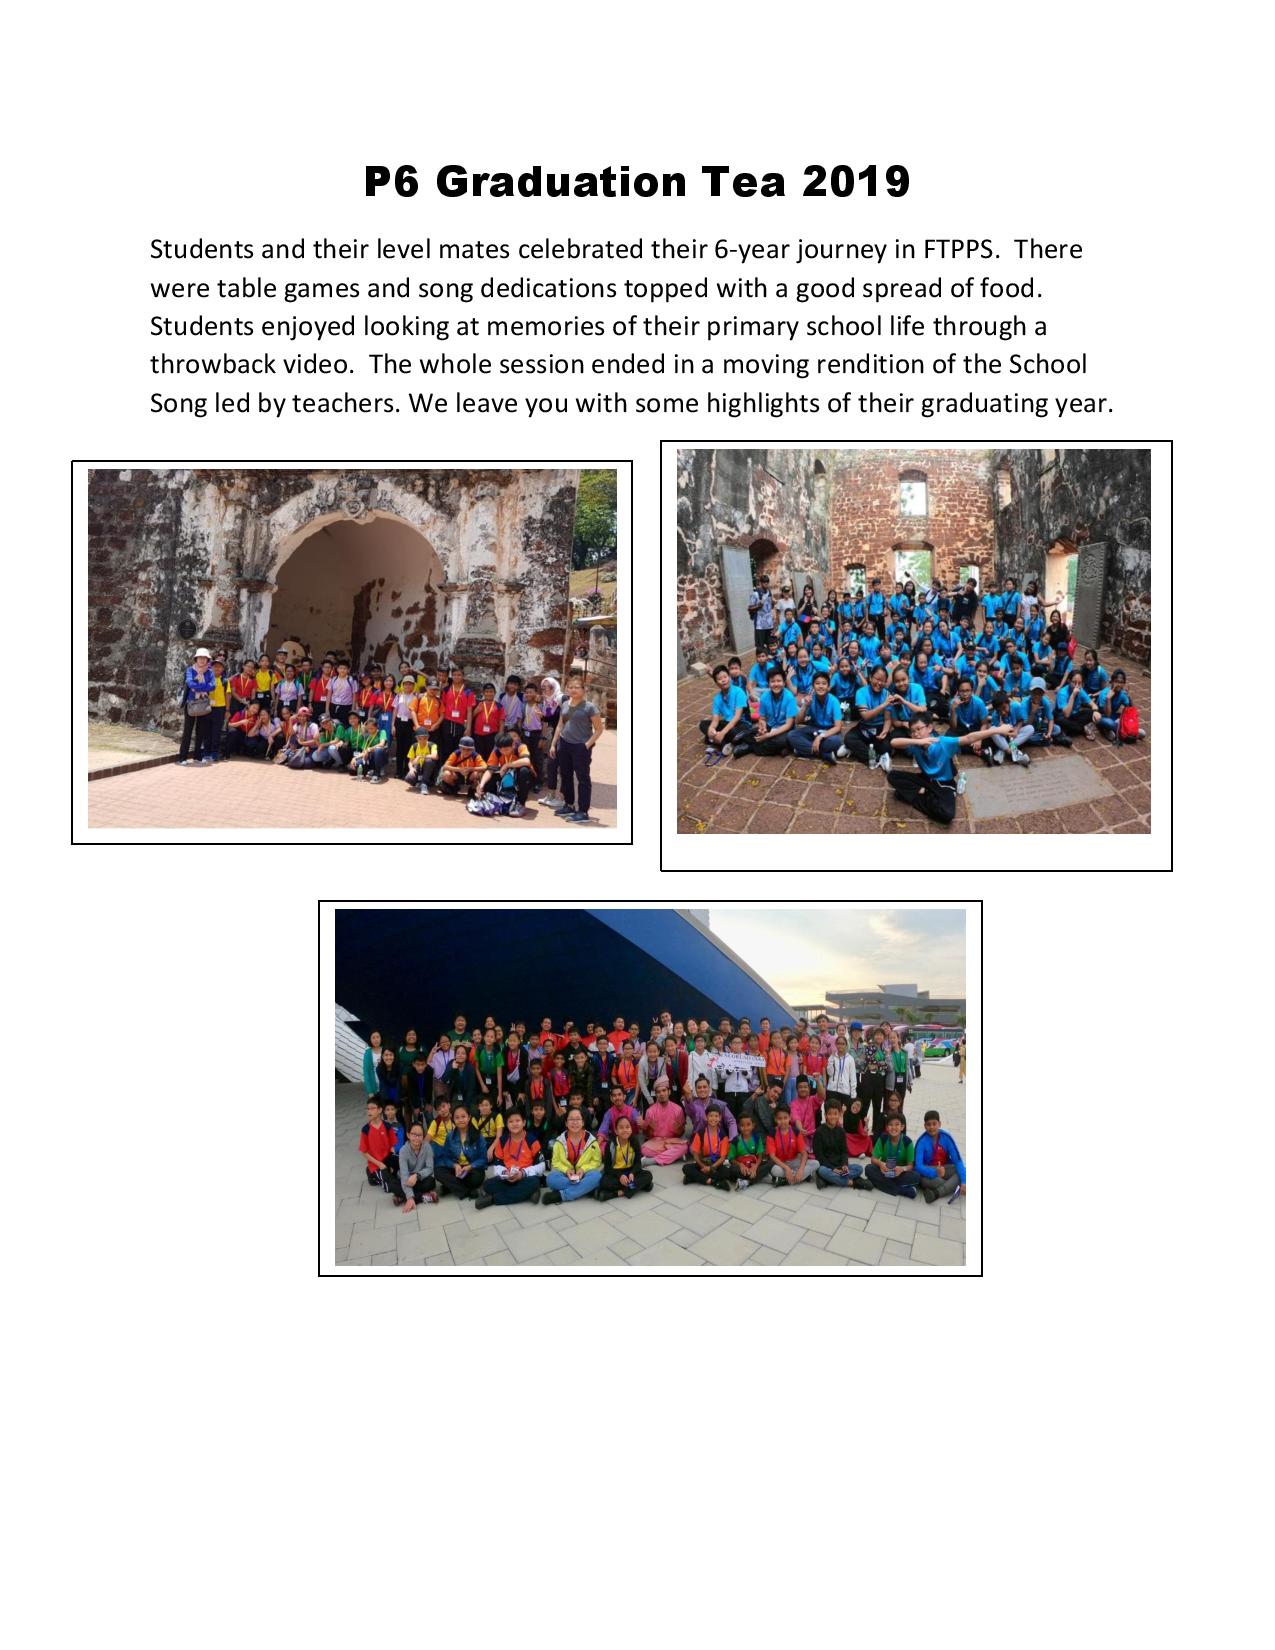 P6 Graduation Tea 2019
Students and their level mates celebrated their 6-year journey in FTPPS.  There
were table games and song dedications topped with a good spread of food.
Students enjoyed looking at memories of their primary school life through a
throwback video.  The whole session ended in a moving rendition of the School
Song led by teachers. We leave you with some highlights of their graduating year.